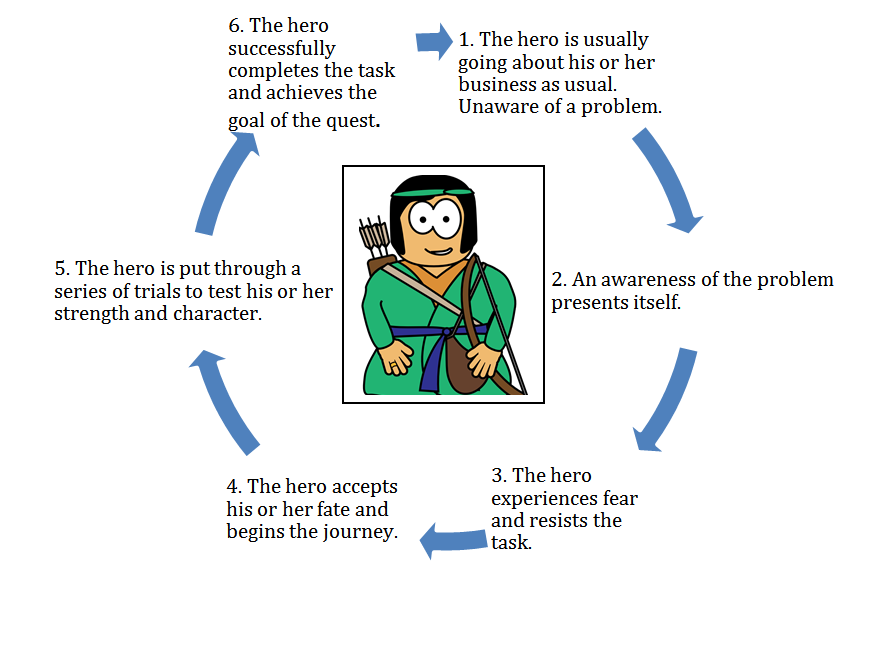 1. The hero is usually
going about his or her
business as usual.
Unaware of a problem.
2. An awareness of the problem
presents itself.
3. The hero
experiences fear
and resists the
task.
4. The hero accepts
his or her fate and
begins the journey.
5. The hero is put through a
series of trials to test his or her
strength and character.
6. The hero
successfully
completes the task
and achieves the
goal of the quest.